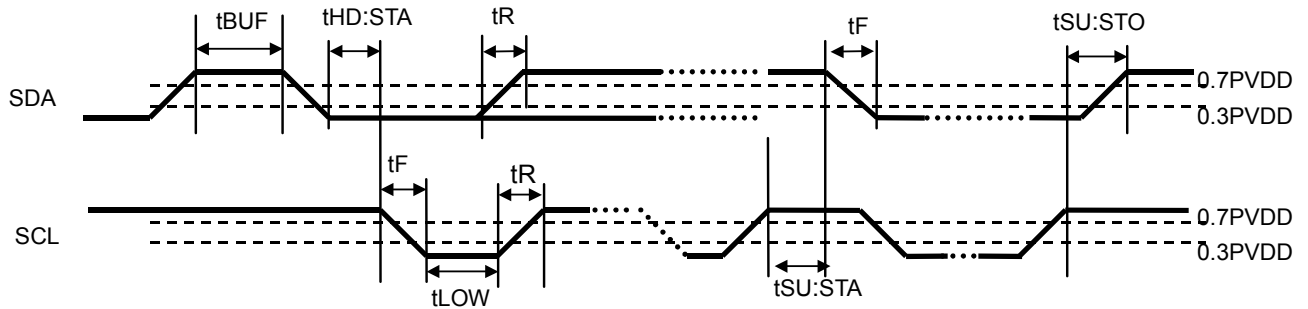 tBUF
tHD:STA
tR
tF
tSU:STO
SDA
0.7PVDD
0.3PVDD
tF
tR
SCL
0.7PVDD
0.3PVDD
tLOW
tSU:STA